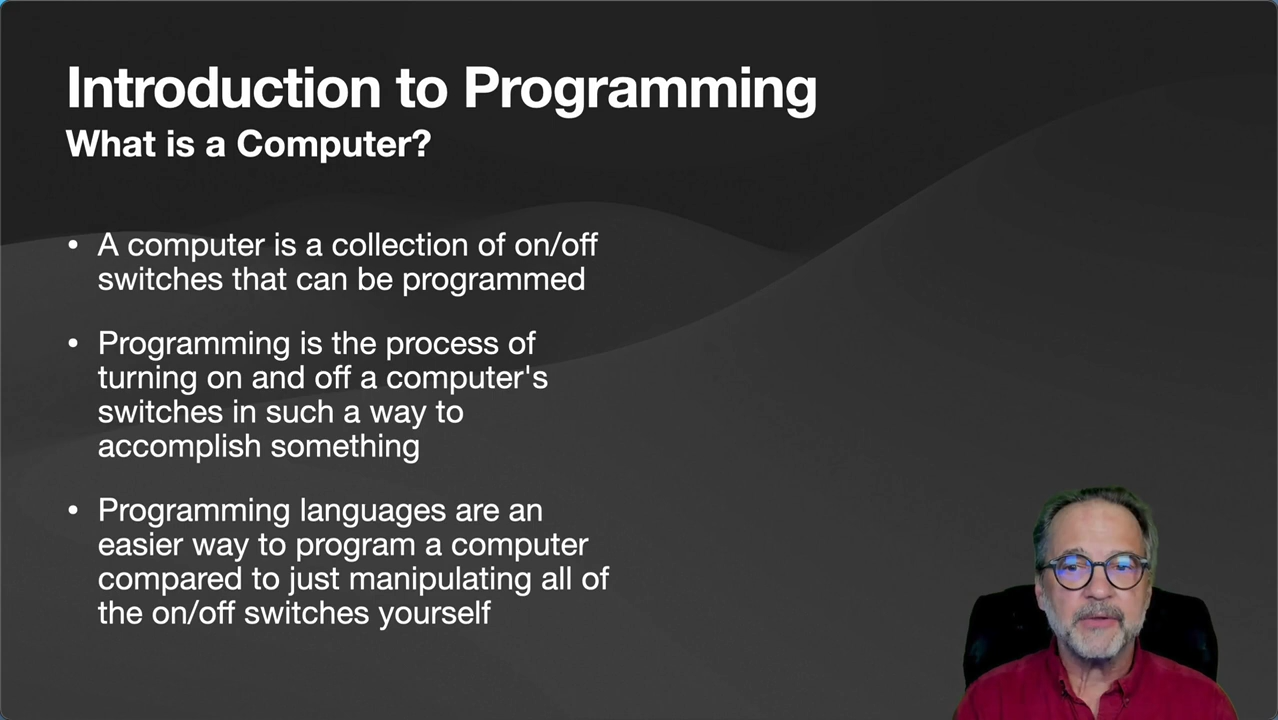 Introduction to Programming
What is a Computer?
• A computer is a collection of on/off
switches that can be programmed
• Programming is the process of
turning on and off a computer's
switches in such a way to
accomplish something
• Programming languages are an
easier way to program a computer
compared to just manipulating all of
the on/off switches yourself